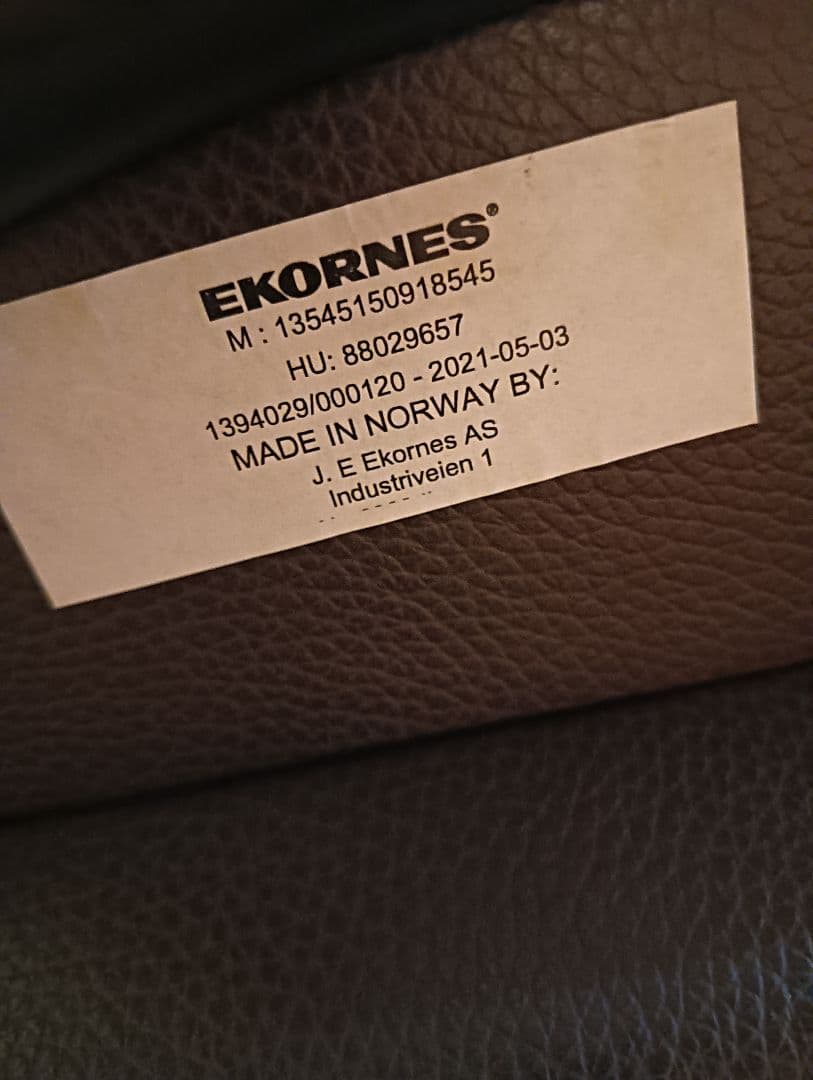 EKORNES®
M : 13545150918545
HU: 88029657
1394029/000120 - 2021-05-03
MADE IN NORWAY BY:
J. E Ekornes AS
Industriveien 1